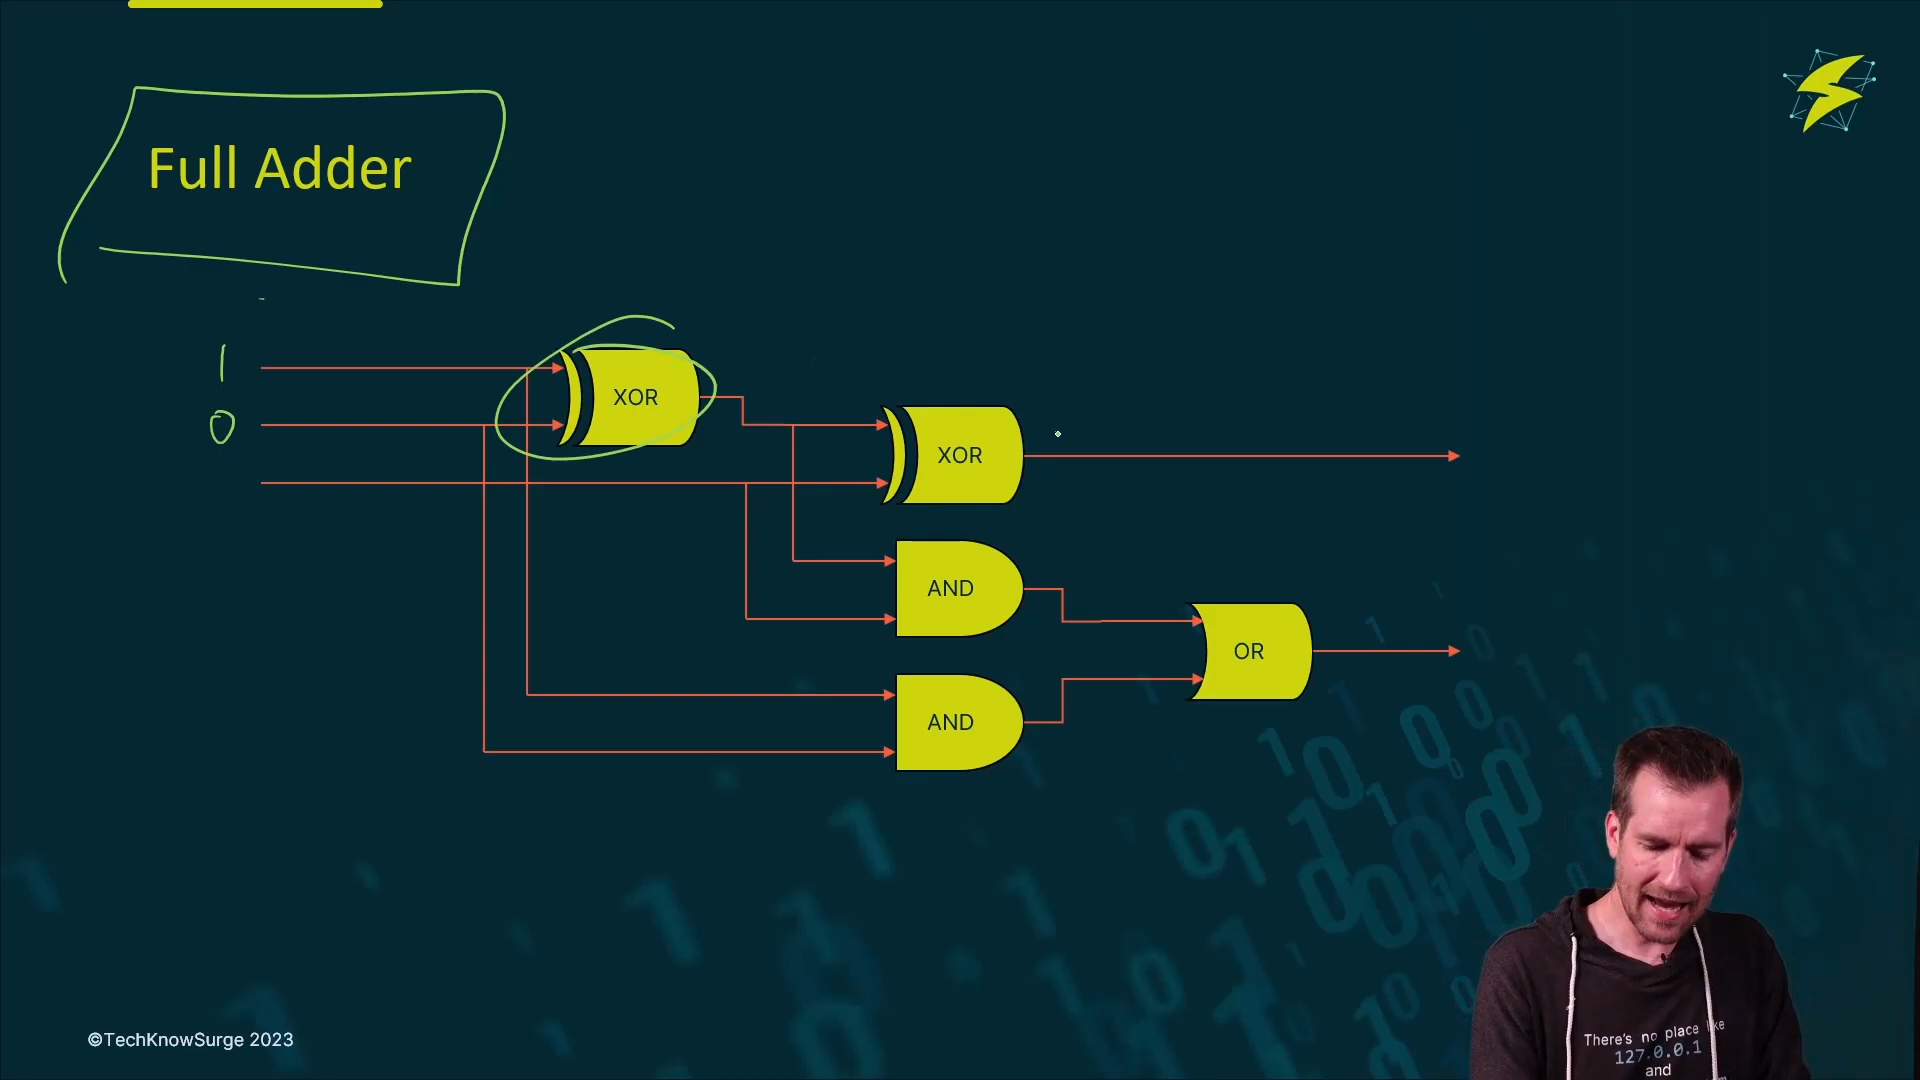 Full Adder
1
0
XOR
XOR
AND
OR
AND
©TechKnowSurge 2023
There's no place like
127.0.0.1
and